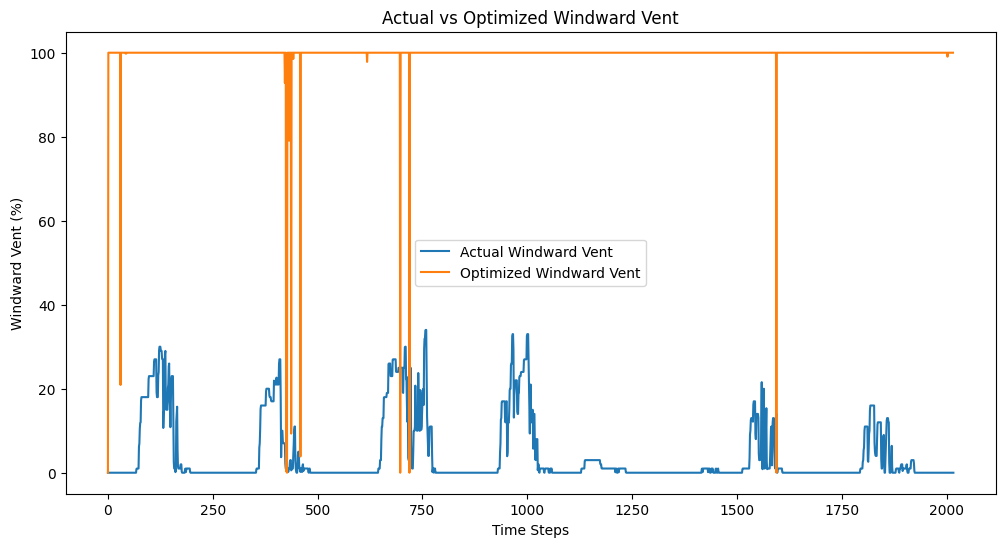 Actual vs Optimized Windward Vent
100
80
60
40
20
0
Windward Vent (%)
Actual Windward Vent
Optimized Windward Vent
0 250 500 750 1000 1250 1500 1750 2000
Time Steps